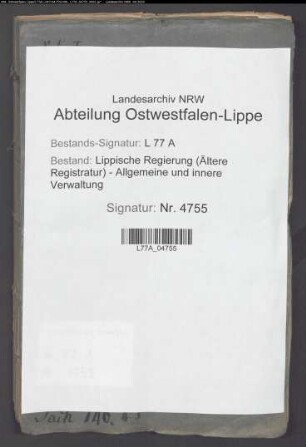 Landesarchiv NRW
Abteilung Ostwestfalen-Lippe
Bestands-Signatur: L 77 A
Bestand: Lippische Regierung (Ältere
Registratur) - Allgemeine und innere
Verwaltung
Signatur: Nr. 4755
L77A_04755